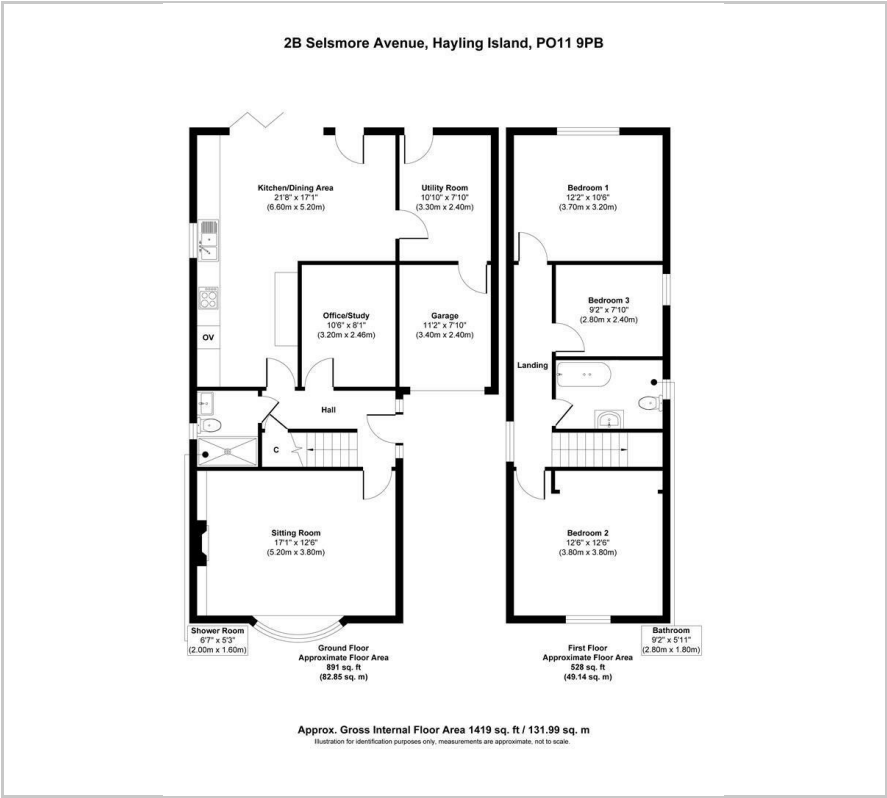 2B Selsmore Avenue, Hayling Island, PO11 9PB
Kitchen/Dining Area
21'8" x 17'1"
(6.60m x 5.20m)
Utility Room
10'10" x 7'10"
(3.30m x 2.40m)
Bedroom 1
12'2" x 10'6"
(3.70m x 3.20m)
Office/Study
10'6" x 8'1"
(3.20m x 2.46m)
Garage
11'2" x 7'10"
(3.40m x 2.40m)
Bedroom 3
9'2" x 7'10"
(2.80m x 2.40m)
OV
Landing
Hall
C
Sitting Room
17'1" x 12'6"
(5.20m x 3.80m)
Bedroom 2
12'6" x 12'6"
(3.80m x 3.80m)
Shower Room
6'7" x 5'3"
(2.00m x 1.60m)
Ground Floor
Approximate Floor Area
891 sq. ft
(82.85 sq. m)
First Floor
Approximate Floor Area
528 sq. ft
(49.14 sq. m)
Bathroom
9'2" x 5'11"
(2.80m x 1.80m)
Approx. Gross Internal Floor Area 1419 sq. ft / 131.99 sq. m
Illustration for identification purposes only, measurements are approximate, not to scale.